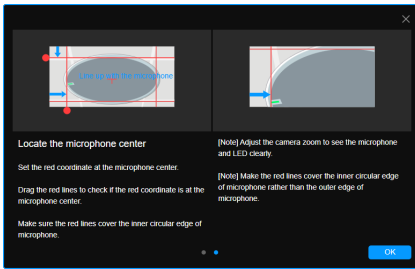 Line up with the microphone
Locate the microphone center
Set the red coordinate at the microphone center.
Drag the red lines to check if the red coordinate is at the
microphone center.
Make sure the red lines cover the inner circular edge of
microphone.
[Note] Adjust the camera zoom to see the microphone
and LED clearly.
[Note] Make the red lines cover the inner circular edge
of microphone rather than the outer edge of
microphone.
OK